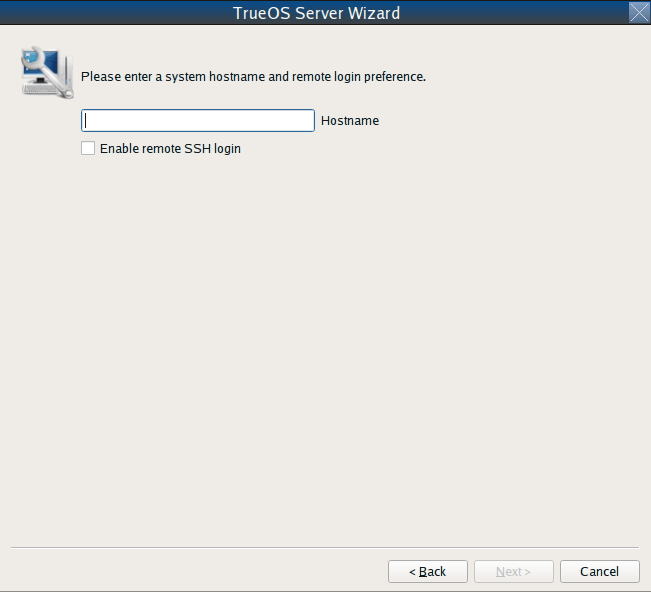 TrueOS Server Wizard
Please enter a system hostname and remote login preference.
Hostname
Enable remote SSH login
< Back Next > Cancel